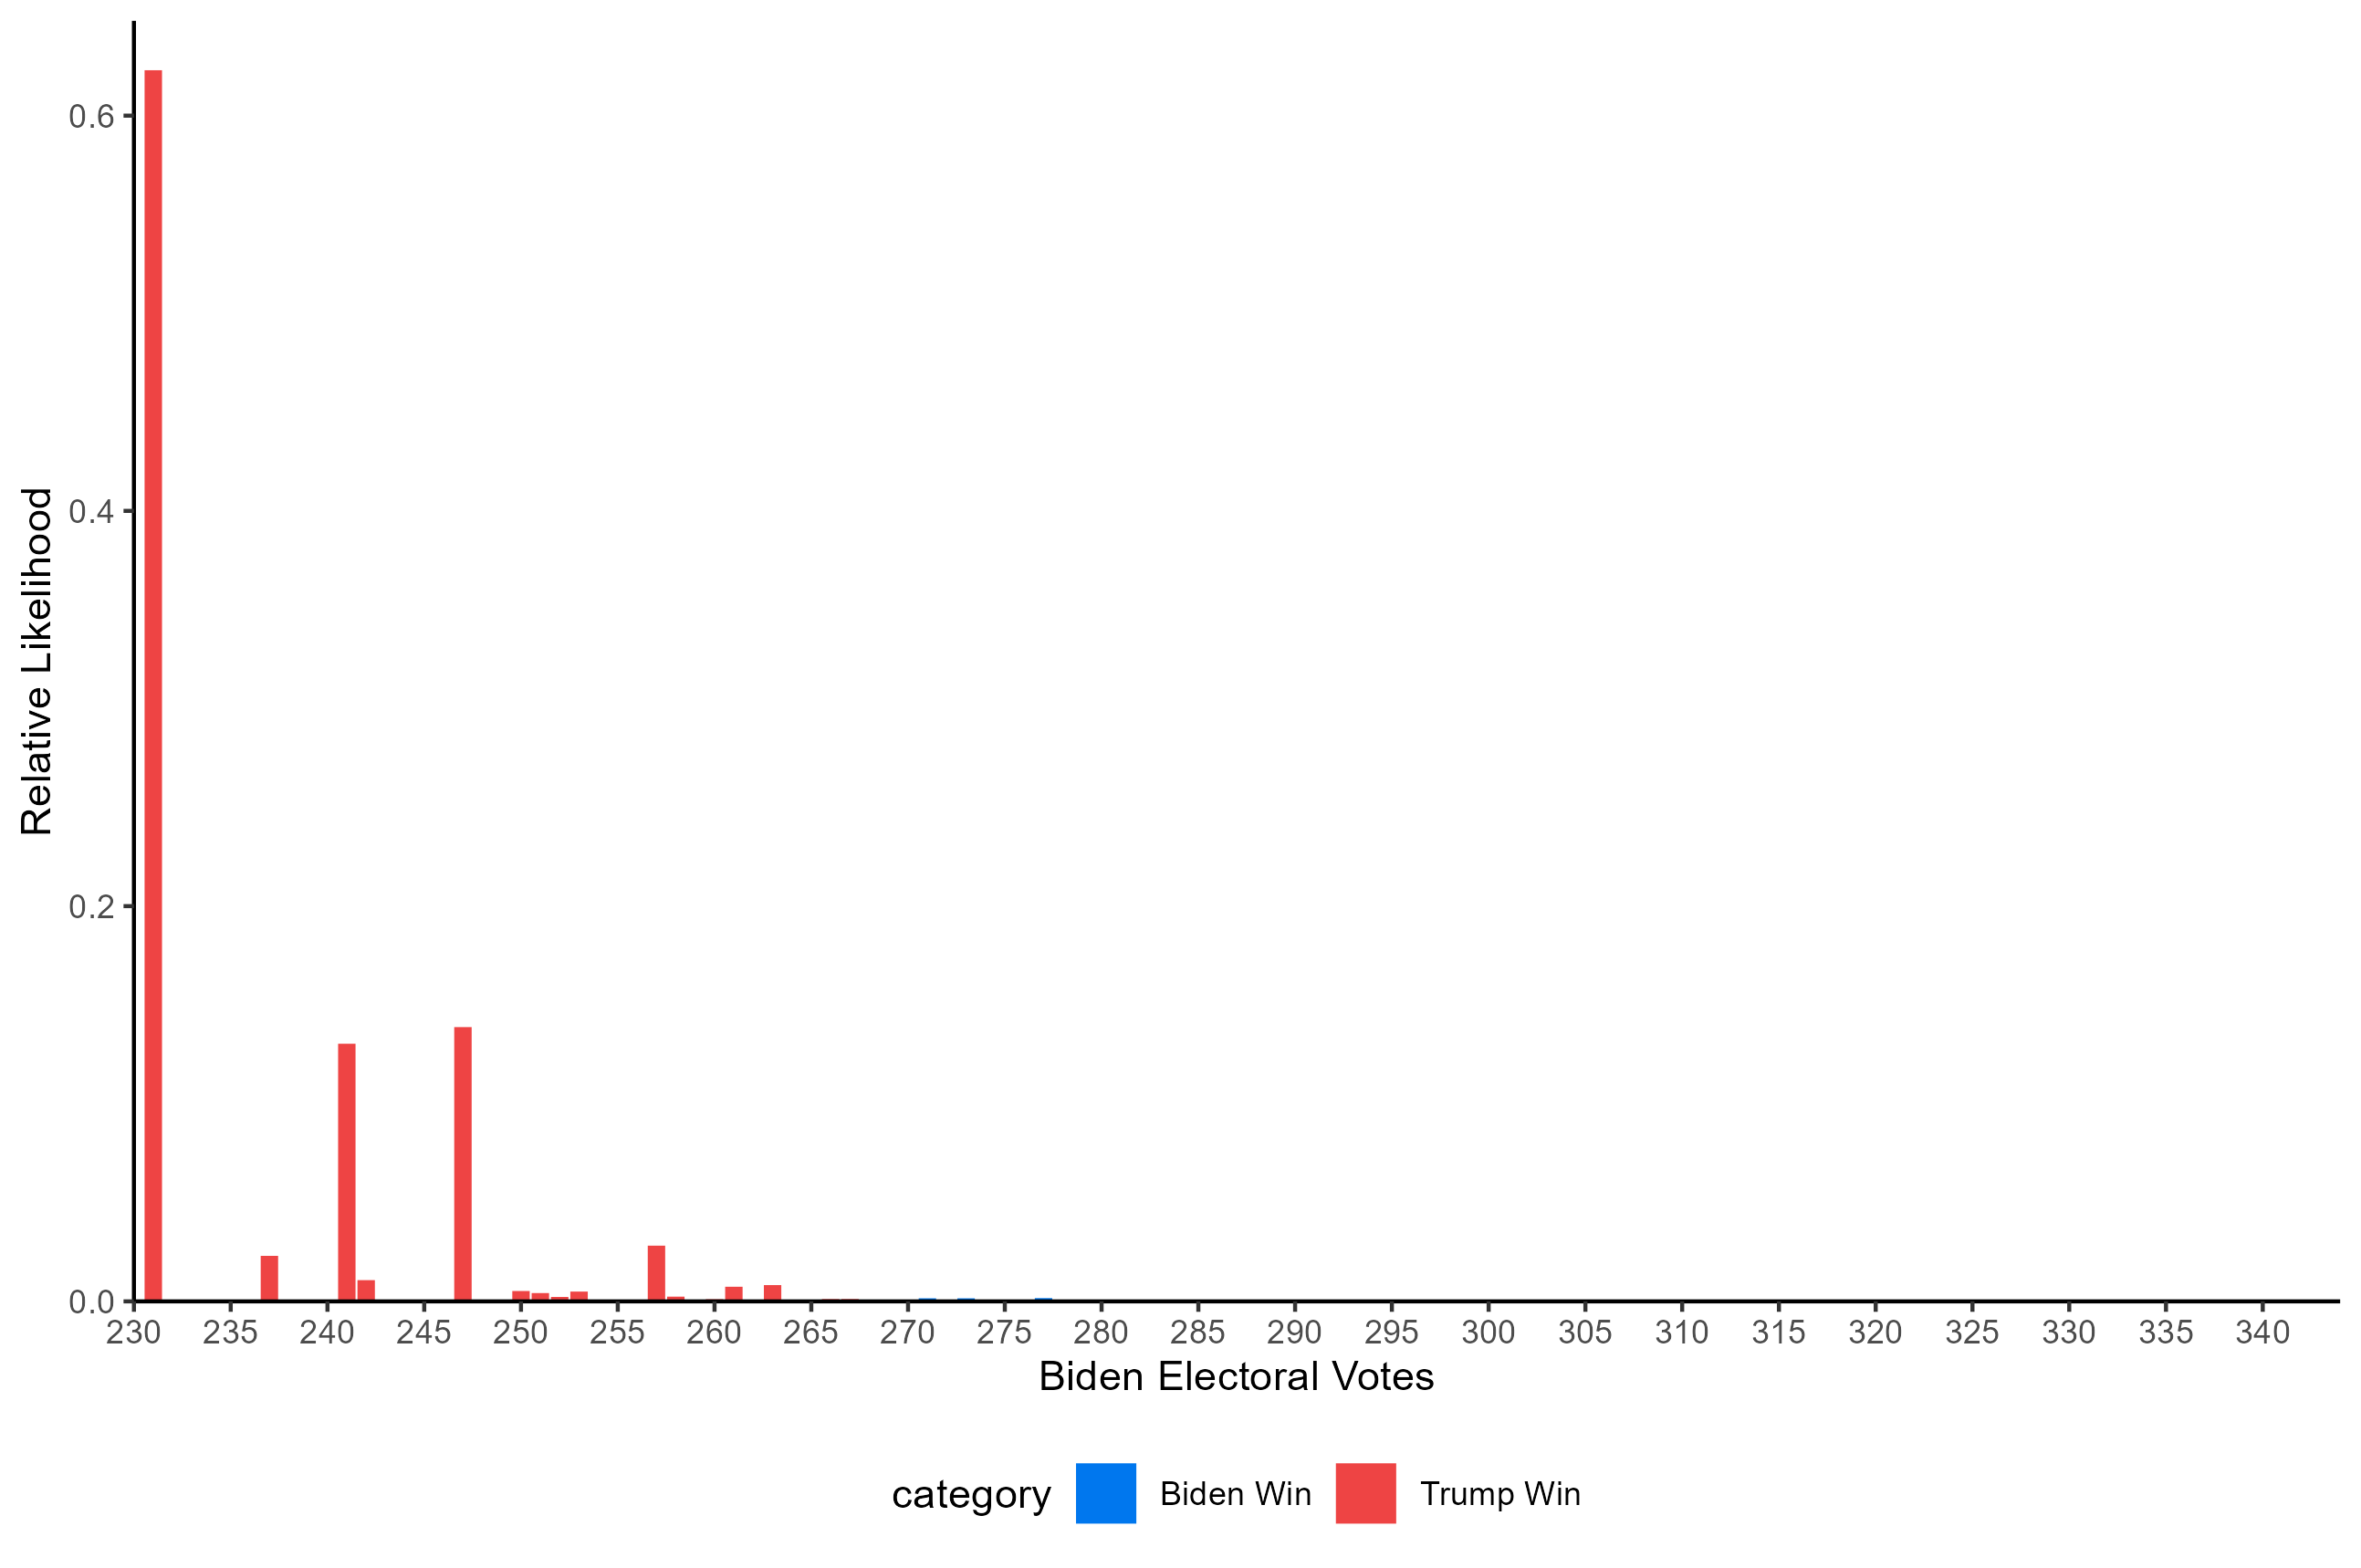 Relative Likelihood
0.6
0.4
0.2
0.0
230 235 240 245 250 255 260 265 270 275 280 285 290 295 300 305 310 315 320 325 330 335 340
Biden Electoral Votes
category Biden Win Trump Win